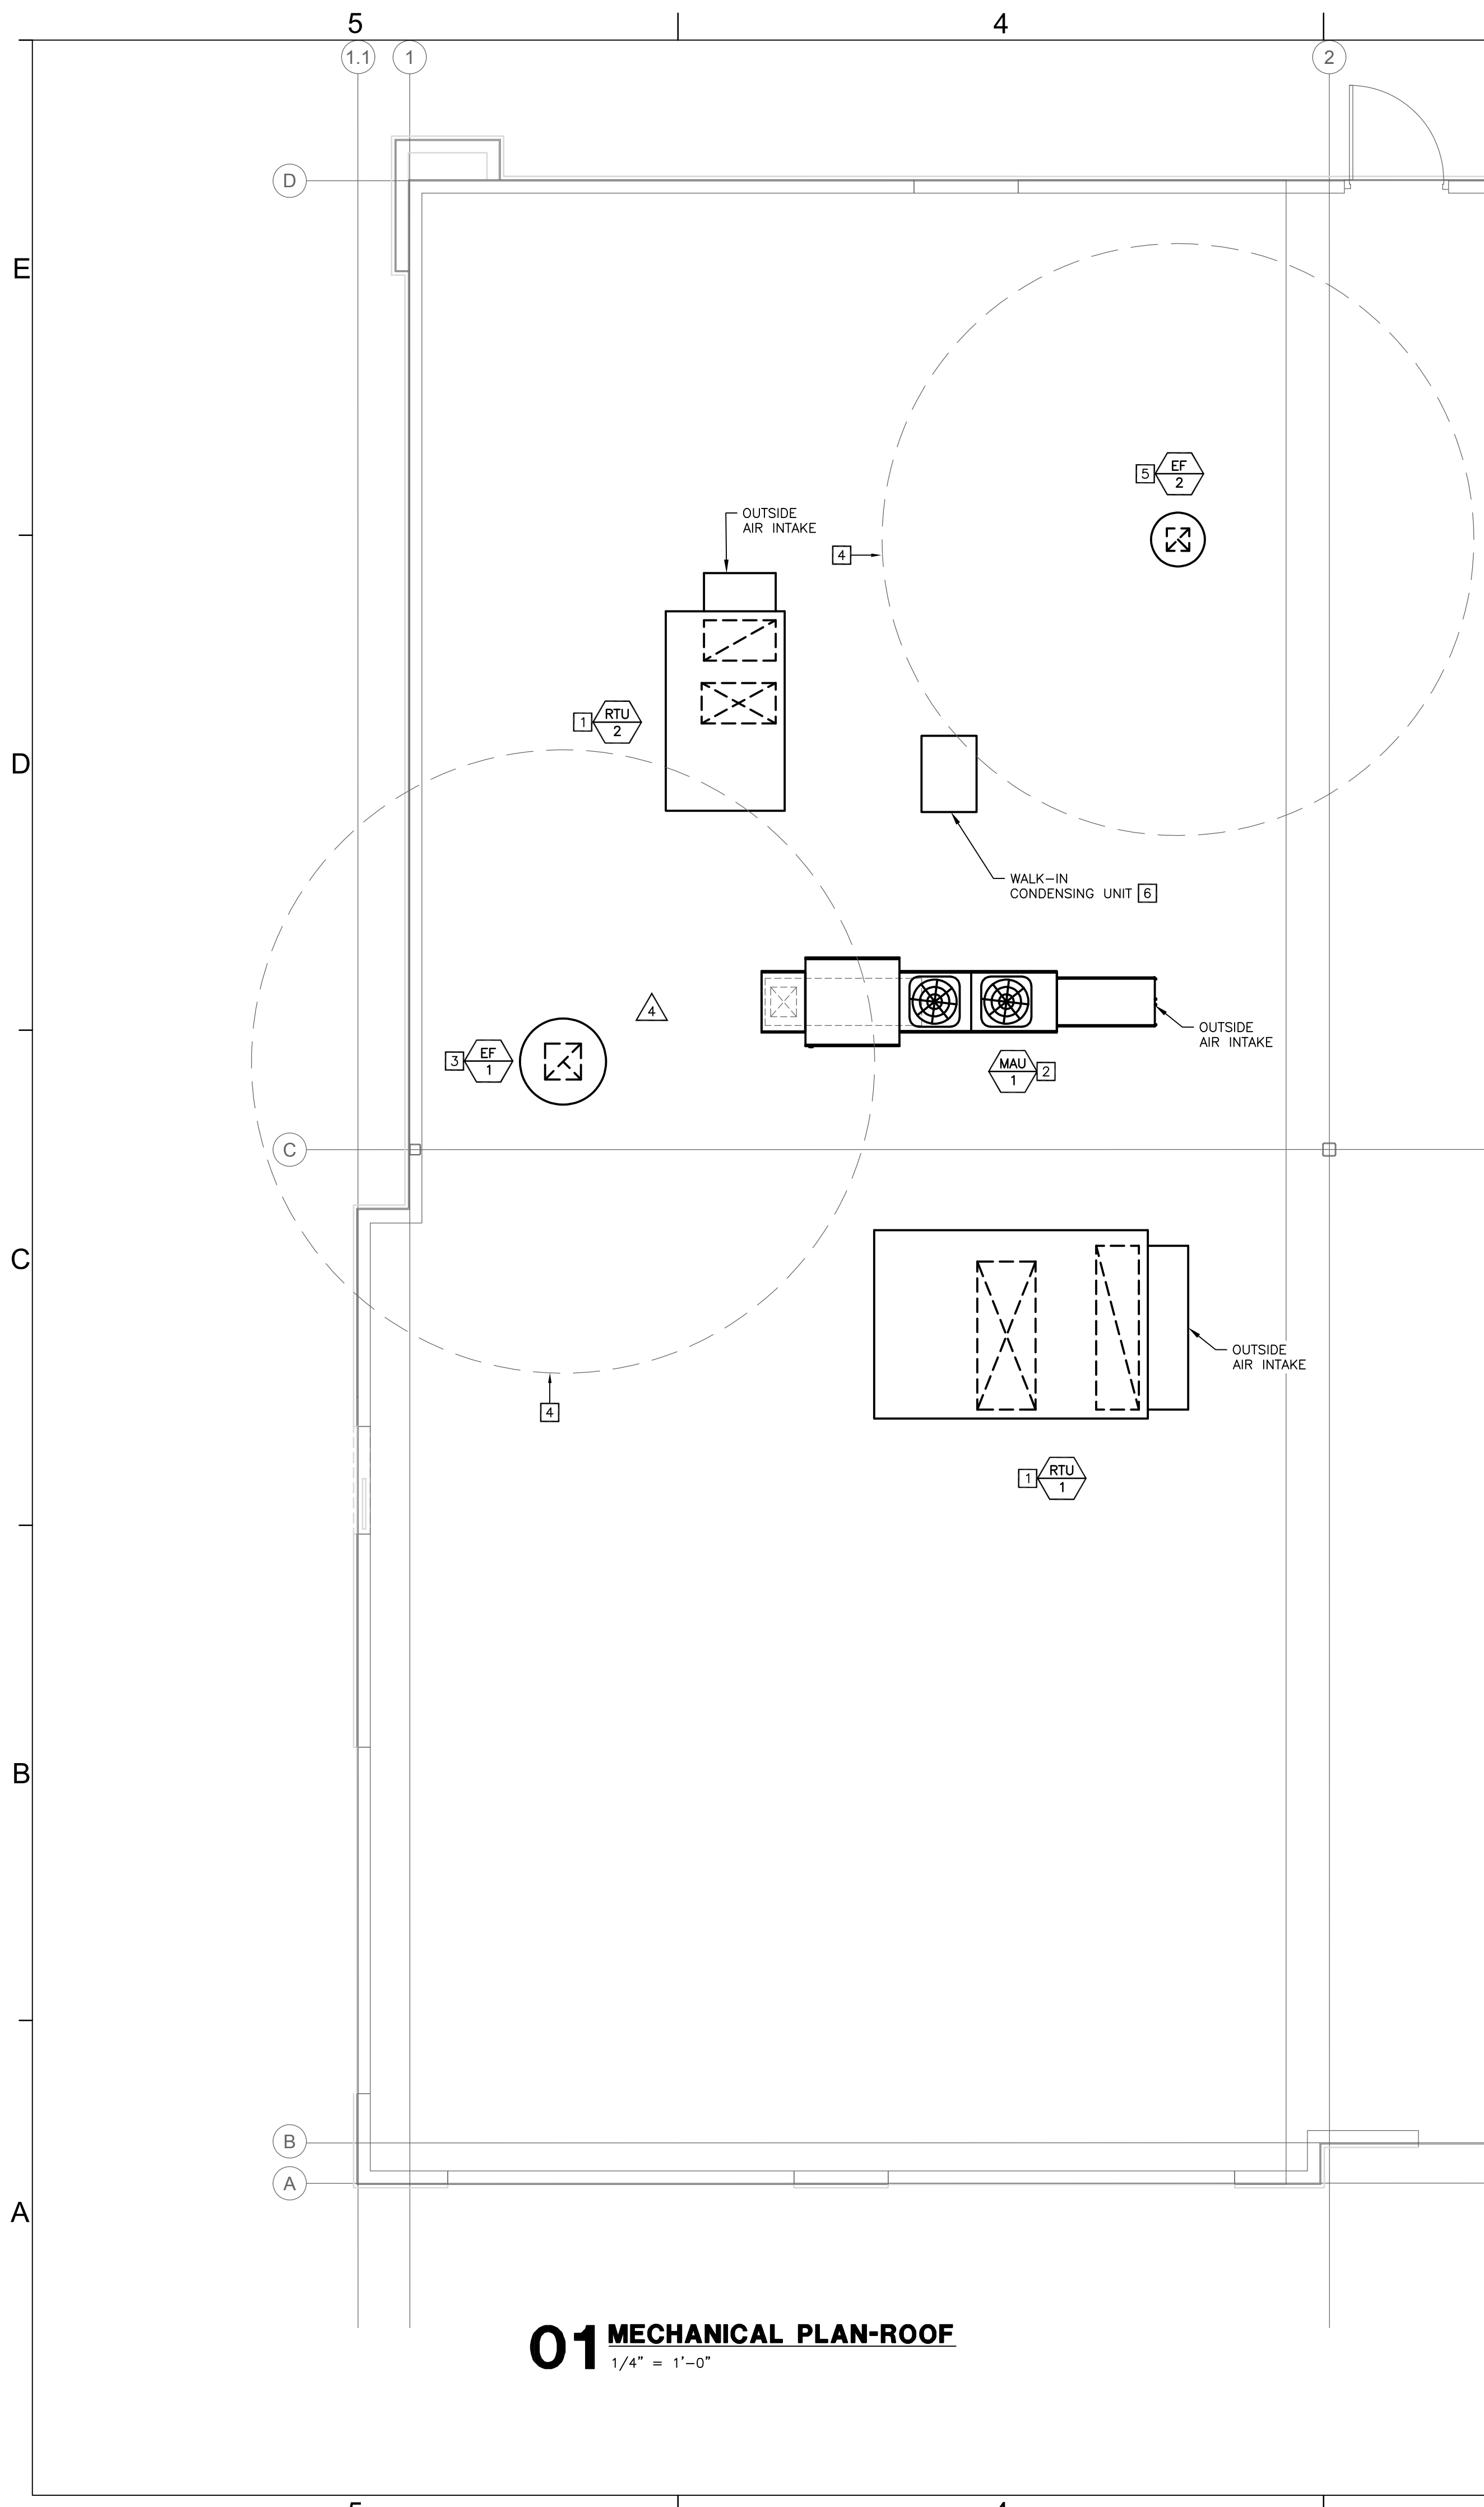 5
4
1.1
1
2
D
E
EF
5
2
OUTSIDE
AIR INTAKE
4
RTU
1
2
D
WALK-IN
CONDENSING UNIT 6
4
OUTSIDE
AIR INTAKE
EF
3
1
MAU
2
1
C
C
OUTSIDE
AIR INTAKE
4
RTU
1
1
B
B
A
A
01 MECHANICAL PLAN-ROOF
1/4" = 1'-0"